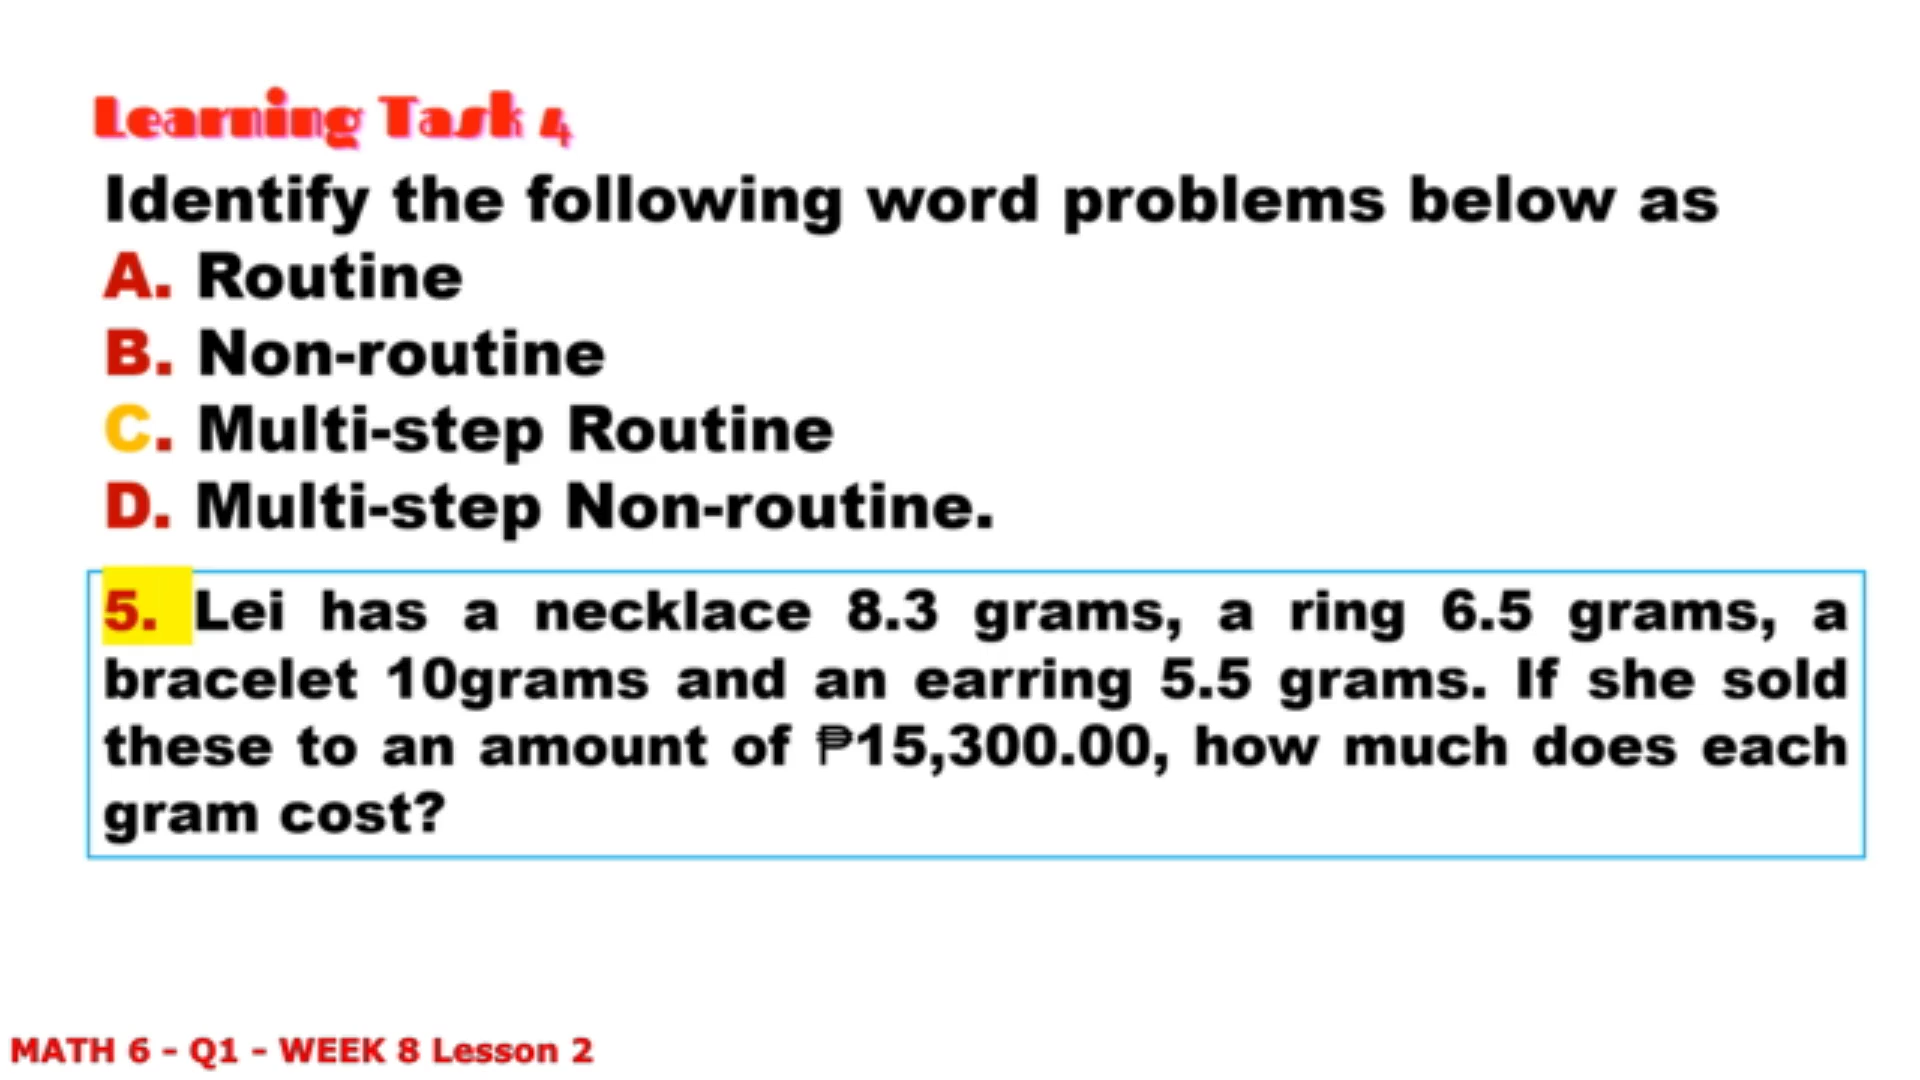 Learning Task 4
Identify the following word problems below as
A. Routine
B. Non-routine
C. Multi-step Routine
D. Multi-step Non-routine.
5. Lei has a necklace 8.3 grams, a ring 6.5 grams, a
bracelet 10grams and an earring 5.5 grams. If she sold
these to an amount of ₱15,300.00, how much does each
gram cost?
MATH 6 - Q1 - WEEK 8 Lesson 2